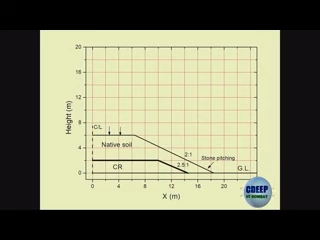 20
16
12
8
4
0
Height (m)
C/L
Native soil
2:1
Stone pitching
CR
2.5:1
G.L.
0 4 8 12 16 20 24
X (m)
CDEEP
IIT BOMBAY